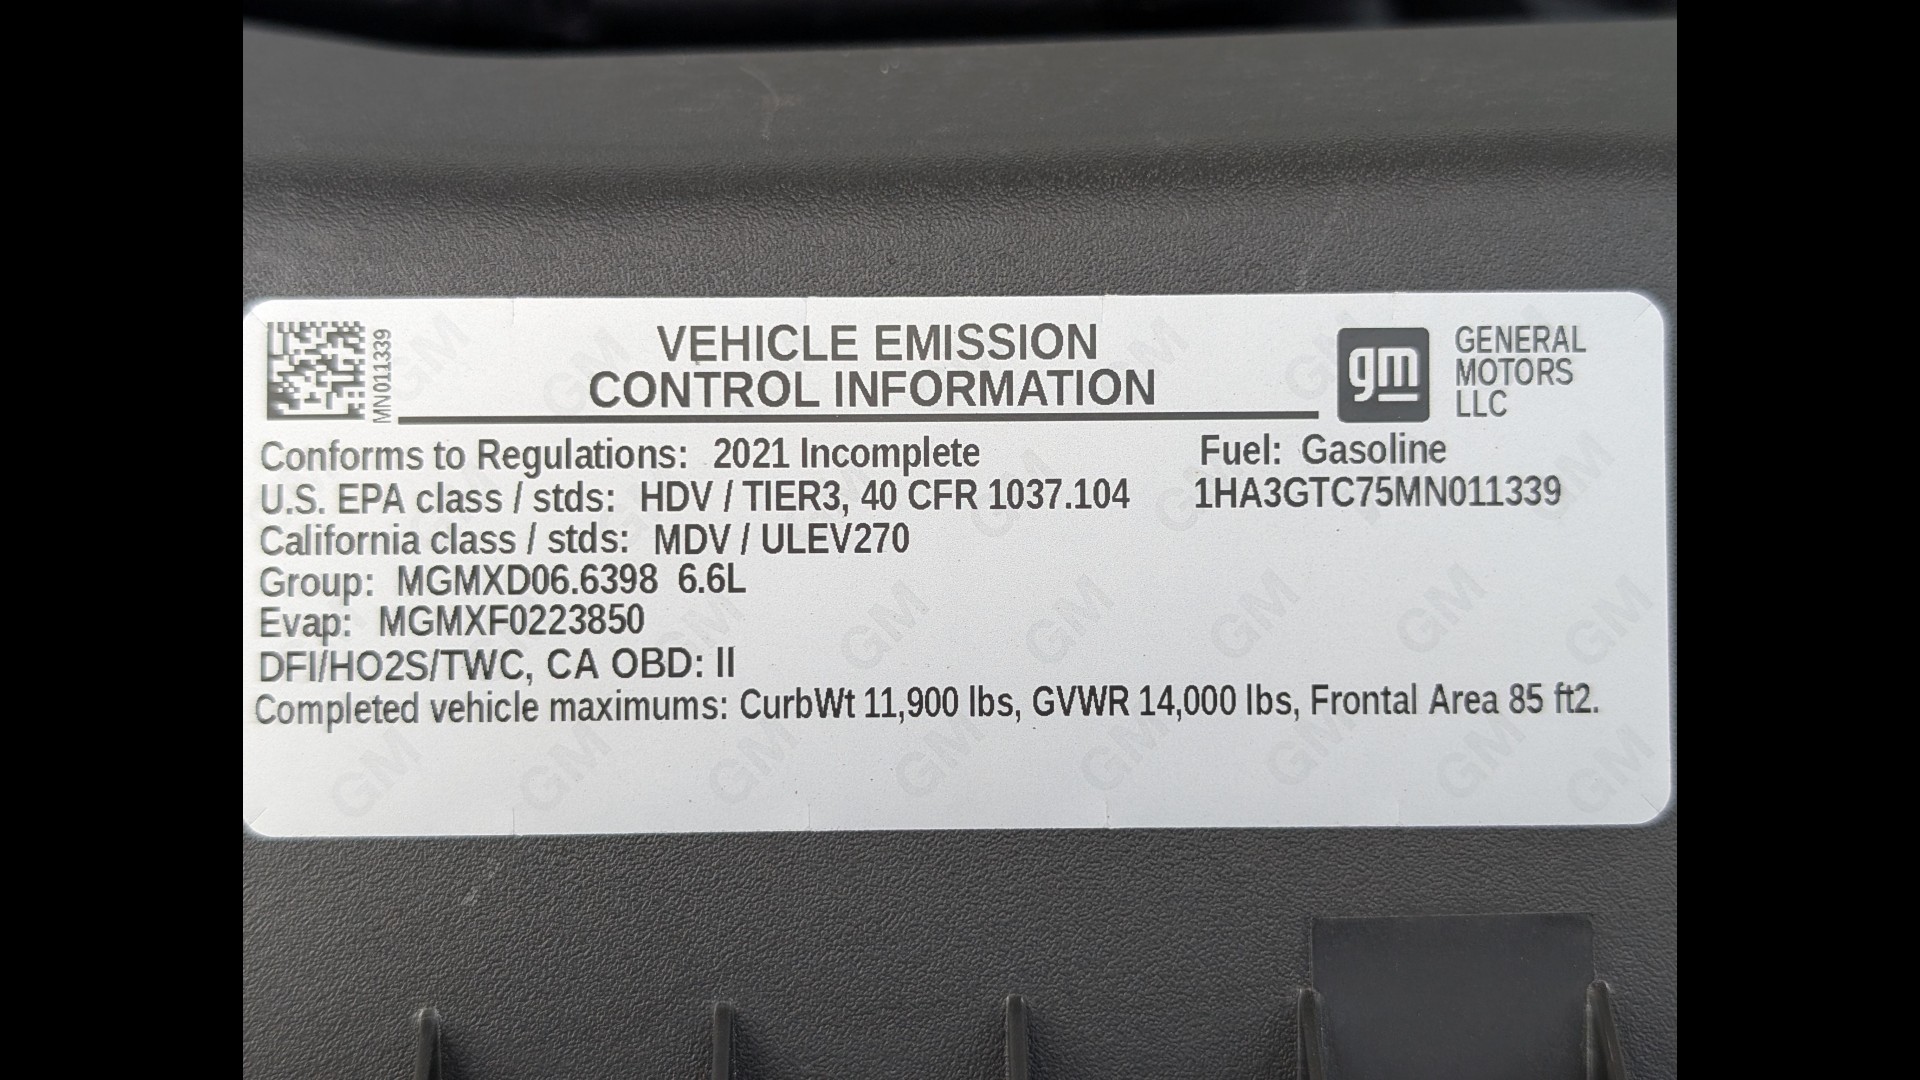 MN011339
VEHICLE EMISSION
CONTROL INFORMATION
gm
GENERAL
MOTORS
LLC
Conforms to Regulations: 2021 Incomplete
Fuel: Gasoline
U.S. EPA class / stds: HDV / TIER3, 40 CFR 1037.104
1HA3GTC75MN011339
California class / stds: MDV / ULEV270
Group: MGMXD06.6398 6.6L
Evap: MGMXF0223850
DFI/HO2S/TWC, CA OBD: II
Completed vehicle maximums: CurbWt 11,900 lbs, GVWR 14,000 lbs, Frontal Area 85 ft2.